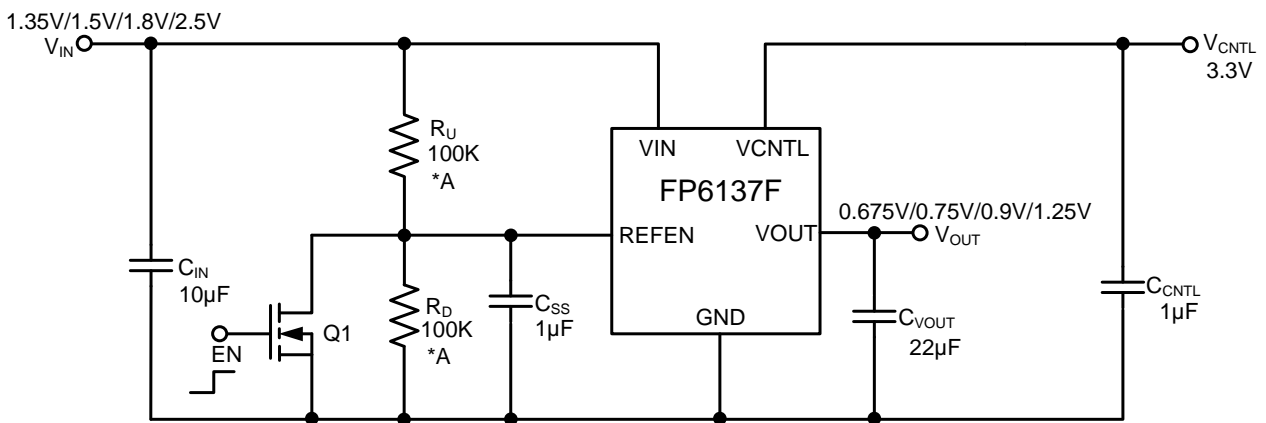 1.35V/1.5V/1.8V/2.5V
VIN
VCNTL
3.3V
RU
100K
*A
VIN
VCNTL
FP6137F
REFEN
VOUT
GND
0.675V/0.75V/0.9V/1.25V
VOUT
CIN
10µF
EN
Q1
RD
100K
*A
CSS
1µF
CVOUT
22µF
CCNTL
1µF